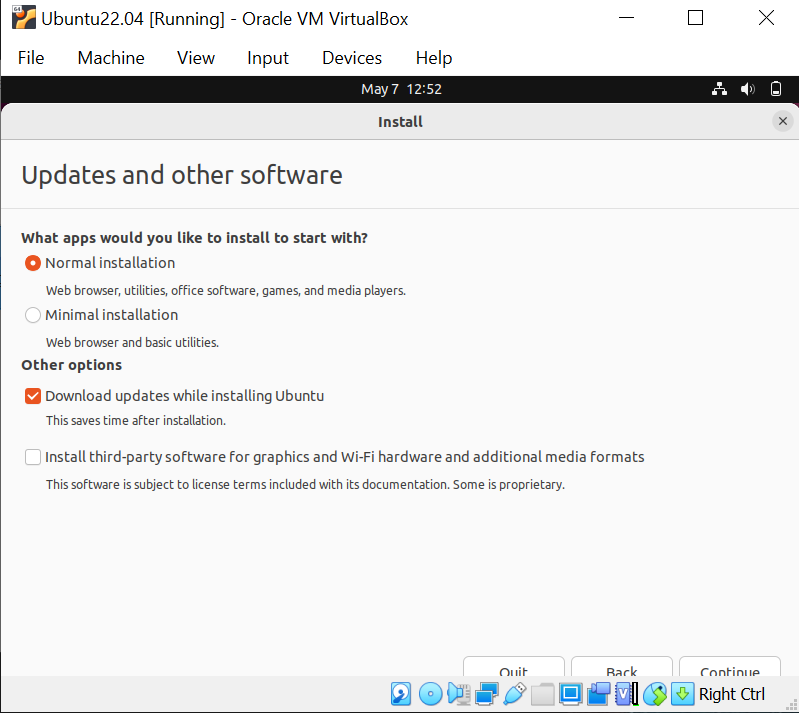 Ubuntu22.04 [Running] - Oracle VM VirtualBox
File Machine View Input Devices Help
May 7 12:52
Install
Updates and other software
What apps would you like to install to start with?
Normal installation
Web browser, utilities, office software, games, and media players.
Minimal installation
Web browser and basic utilities.
Other options
Download updates while installing Ubuntu
This saves time after installation.
Install third-party software for graphics and Wi-Fi hardware and additional media formats
This software is subject to license terms included with its documentation. Some is proprietary.
Quit Back Continue
Right Ctrl